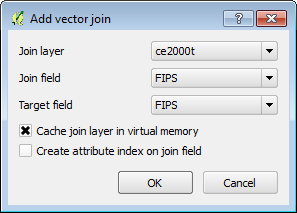 Add vector join
Join layer ce2000t
Join field FIPS
Target field FIPS
Cache join layer in virtual memory
Create attribute index on join field
OK Cancel